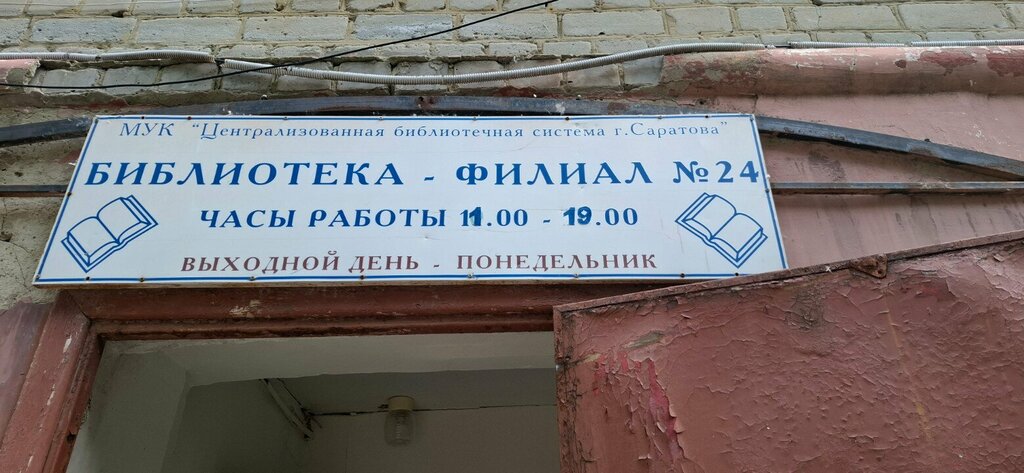 МУК "Централизованная библиотечная система г.Саратова"
БИБЛИОТЕКА - ФИЛИАЛ №24
ЧАСЫ РАБОТЫ 11.00 - 19.00
ВЫХОДНОЙ ДЕНЬ - ПОНЕДЕЛЬНИК